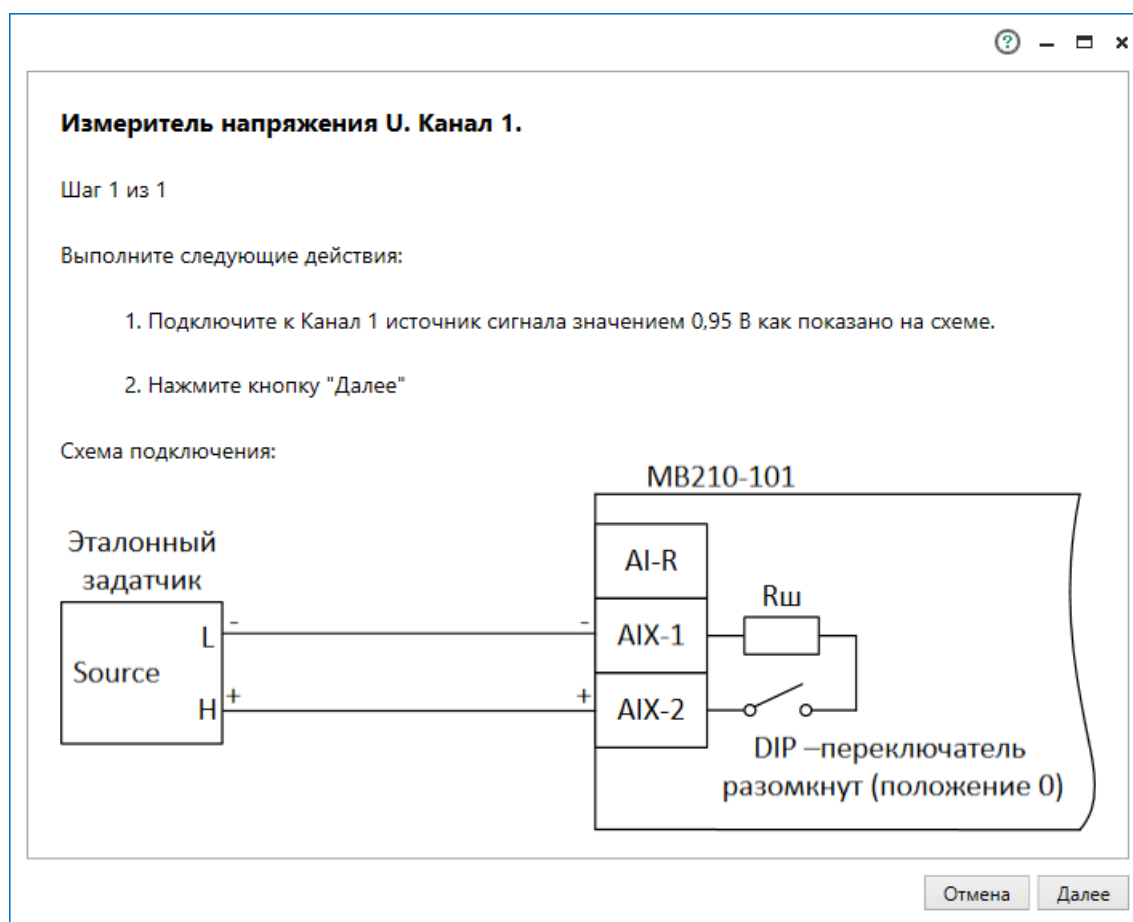 Измеритель напряжения U. Канал 1.
Шаг 1 из 1
Выполните следующие действия:
1. Подключите к Канал 1 источник сигнала значением 0,95 В как показано на схеме.
2. Нажмите кнопку "Далее"
Схема подключения:
МВ210-101
Эталонный
задатчик
Source
L
-
-
H
+
+
AI-R
AIX-1
AIX-2
Rш
DIP –переключатель
разомкнут (положение 0)
Отмена
Далее